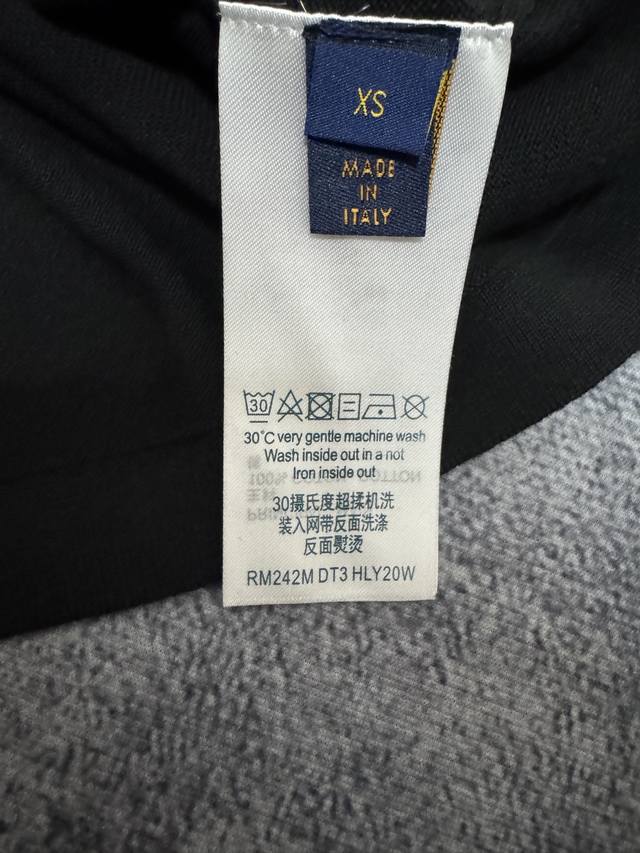 XS
MADE
IN
ITALY
30
30°C very gentle machine wash
Wash inside out in a not
Iron inside out
30摄氏度超揉机洗
装入网带反面洗涤
反面熨烫
RM242M DT3 HLY20W